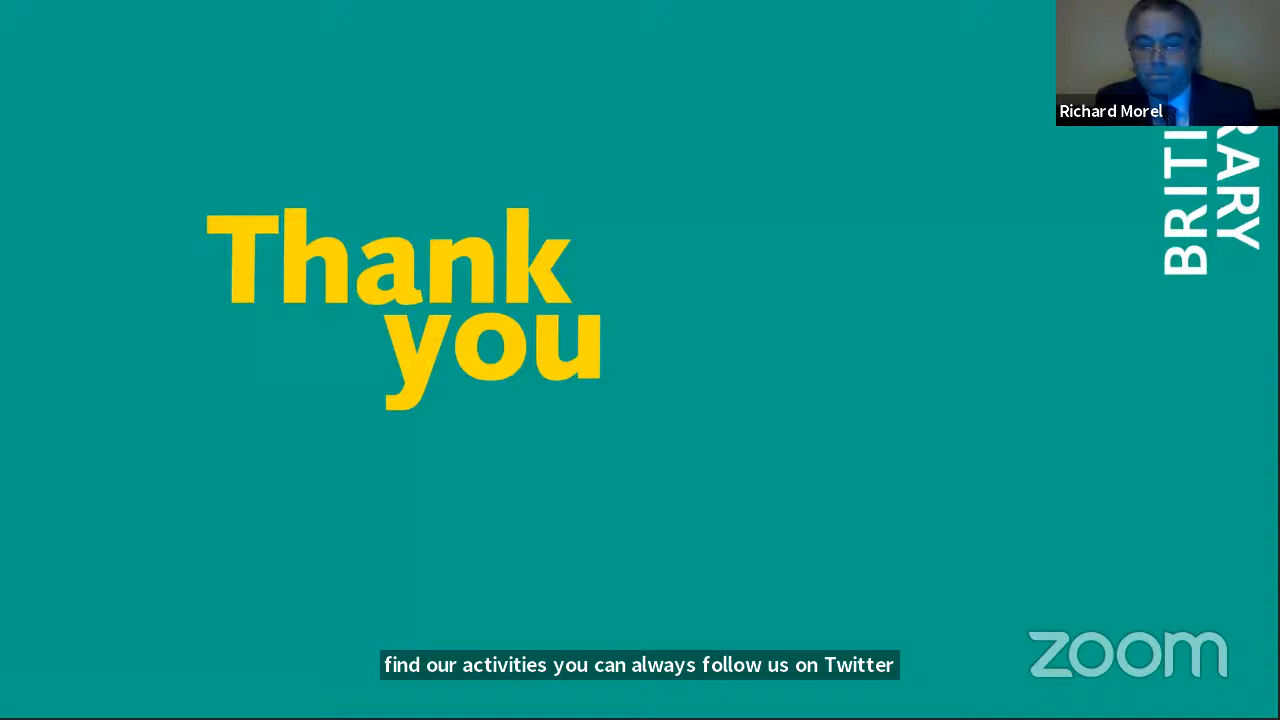 Richard Morel
BRITI
RARY
Thank
you
find our activities you can always follow us on Twitter
zoom